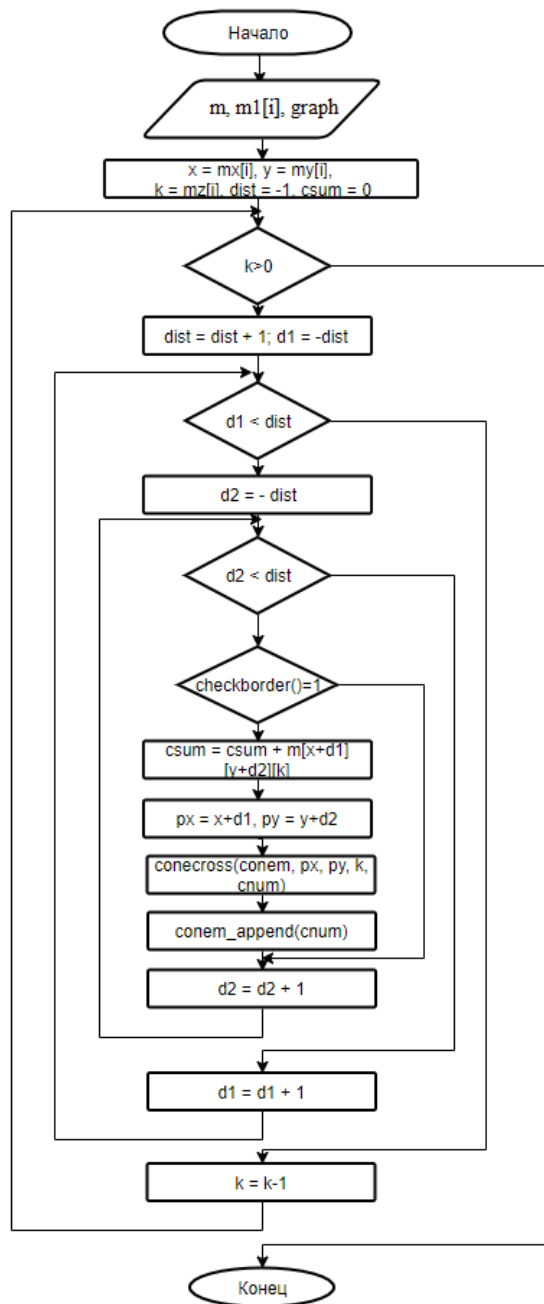 Начало
m, m1[i], graph
x = mx[i], y = my[i],
k = mz[i], dist = -1, csum = 0
k>0
dist = dist + 1; d1 = -dist
d1 < dist
d2 = - dist
d2 < dist
checkborder()=1
csum = csum + m[x+d1]
[y+d2][k]
px = x+d1, py = y+d2
conecross(conem, px, py, k,
cnum)
conem_append(cnum)
d2 = d2 + 1
d1 = d1 + 1
k = k-1
Конец